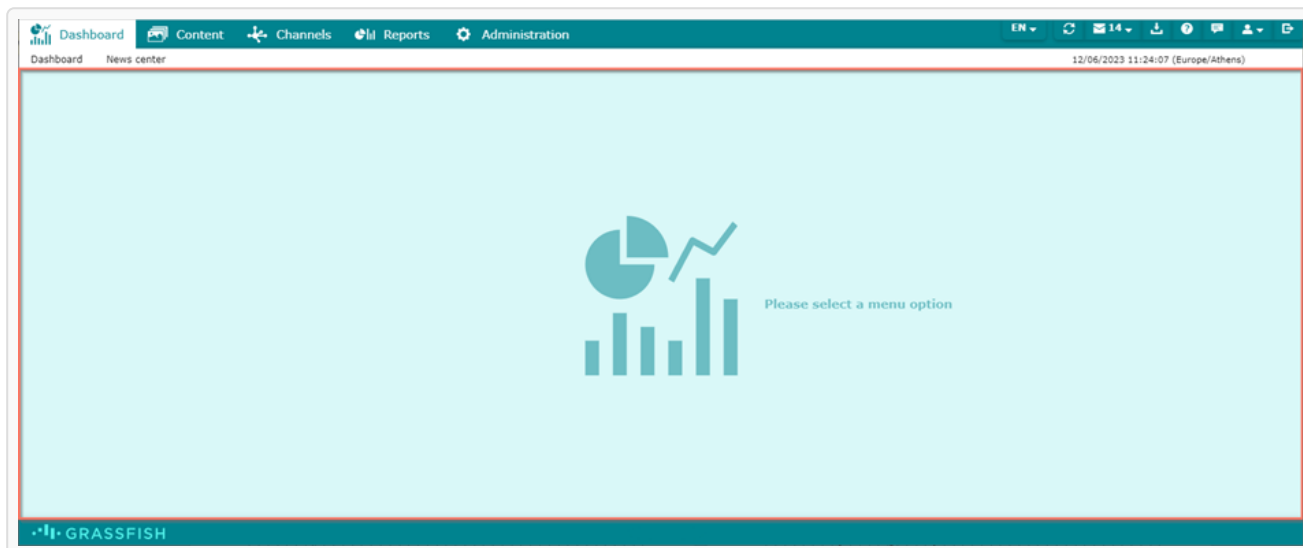 Dashboard Content Channels Reports Administration EN 14
Dashboard News center 12/06/2023 11:24:07 (Europe/Athens)
Please select a menu option
GRASSFISH